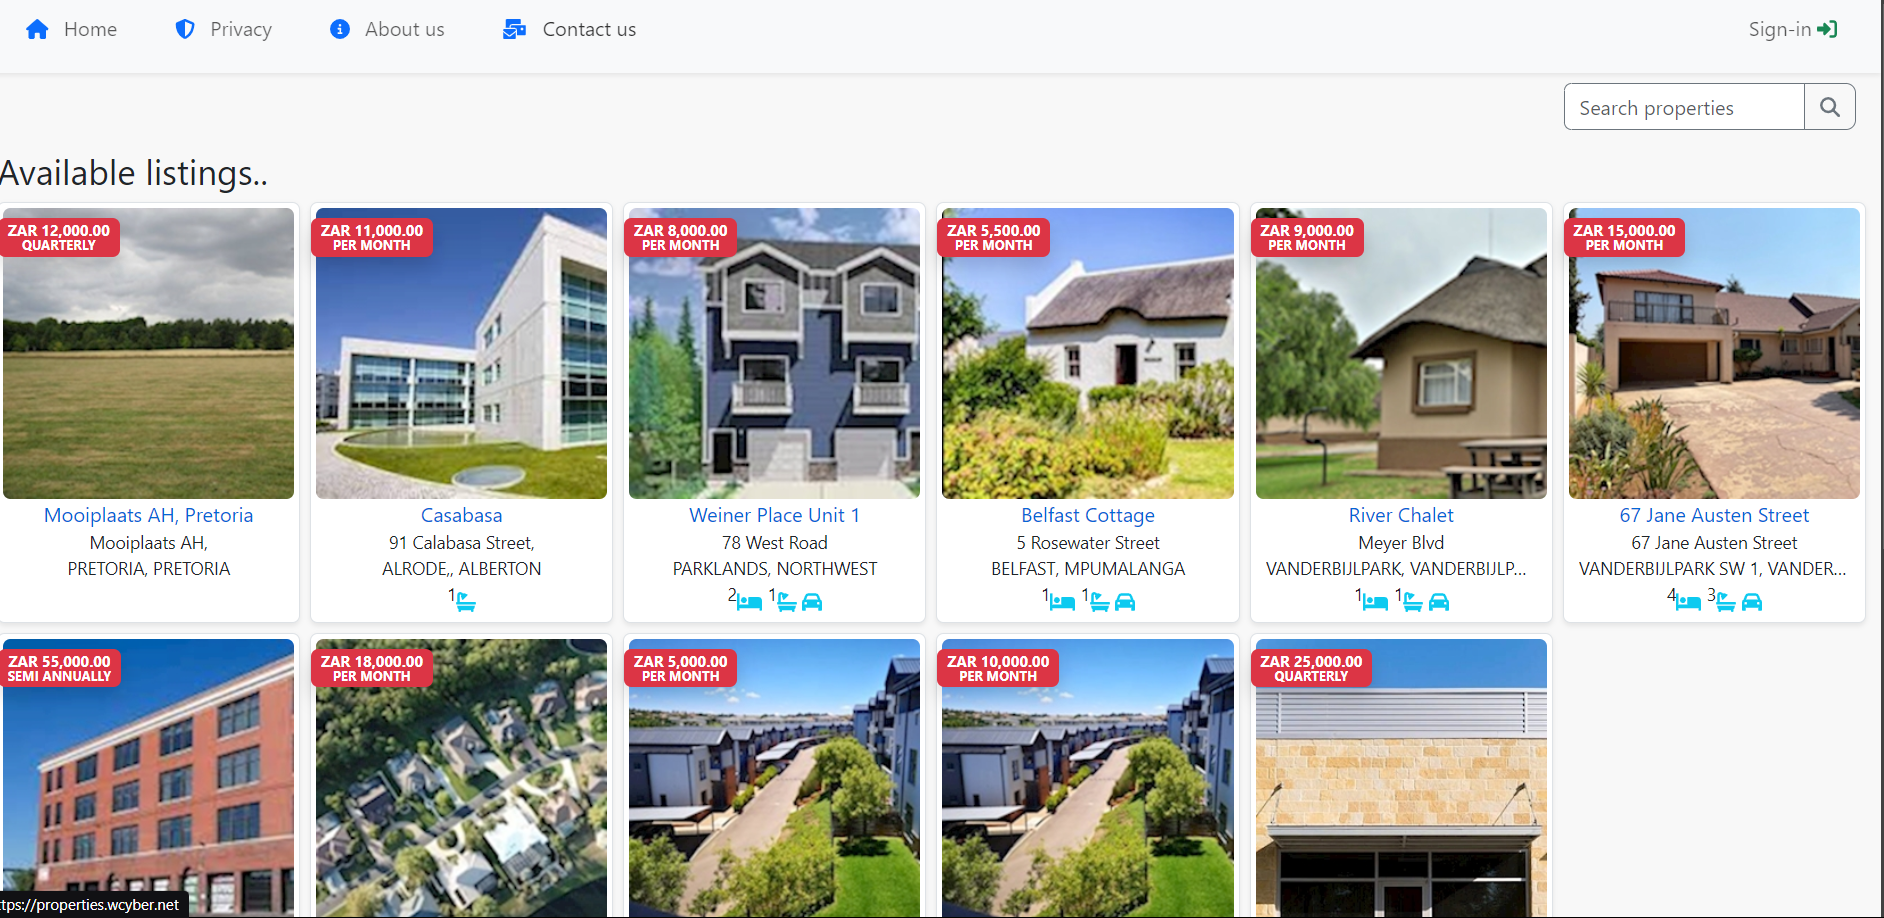 Home Privacy About us Contact us Sign-in
Search properties
Available listings..
ZAR 12,000.00
QUARTERLY
Mooiplaats AH, Pretoria
Mooiplaats AH,
PRETORIA, PRETORIA
ZAR 11,000.00
PER MONTH
Casabasa
91 Calabasa Street,
ALRODE,, ALBERTON
1
ZAR 8,000.00
PER MONTH
Weiner Place Unit 1
78 West Road
PARKLANDS, NORTHWEST
2 1
ZAR 5,500.00
PER MONTH
Belfast Cottage
5 Rosewater Street
BELFAST, MPUMALANGA
1 1
ZAR 9,000.00
PER MONTH
River Chalet
Meyer Blvd
VANDERBIJLPARK, VANDERBIJLP...
1 1
ZAR 15,000.00
PER MONTH
67 Jane Austen Street
67 Jane Austen Street
VANDERBIJLPARK SW 1, VANDER...
4 3
ZAR 55,000.00
SEMI ANNUALLY
ZAR 18,000.00
PER MONTH
ZAR 5,000.00
PER MONTH
ZAR 10,000.00
PER MONTH
ZAR 25,000.00
QUARTERLY
ttps://properties.wcyber.net